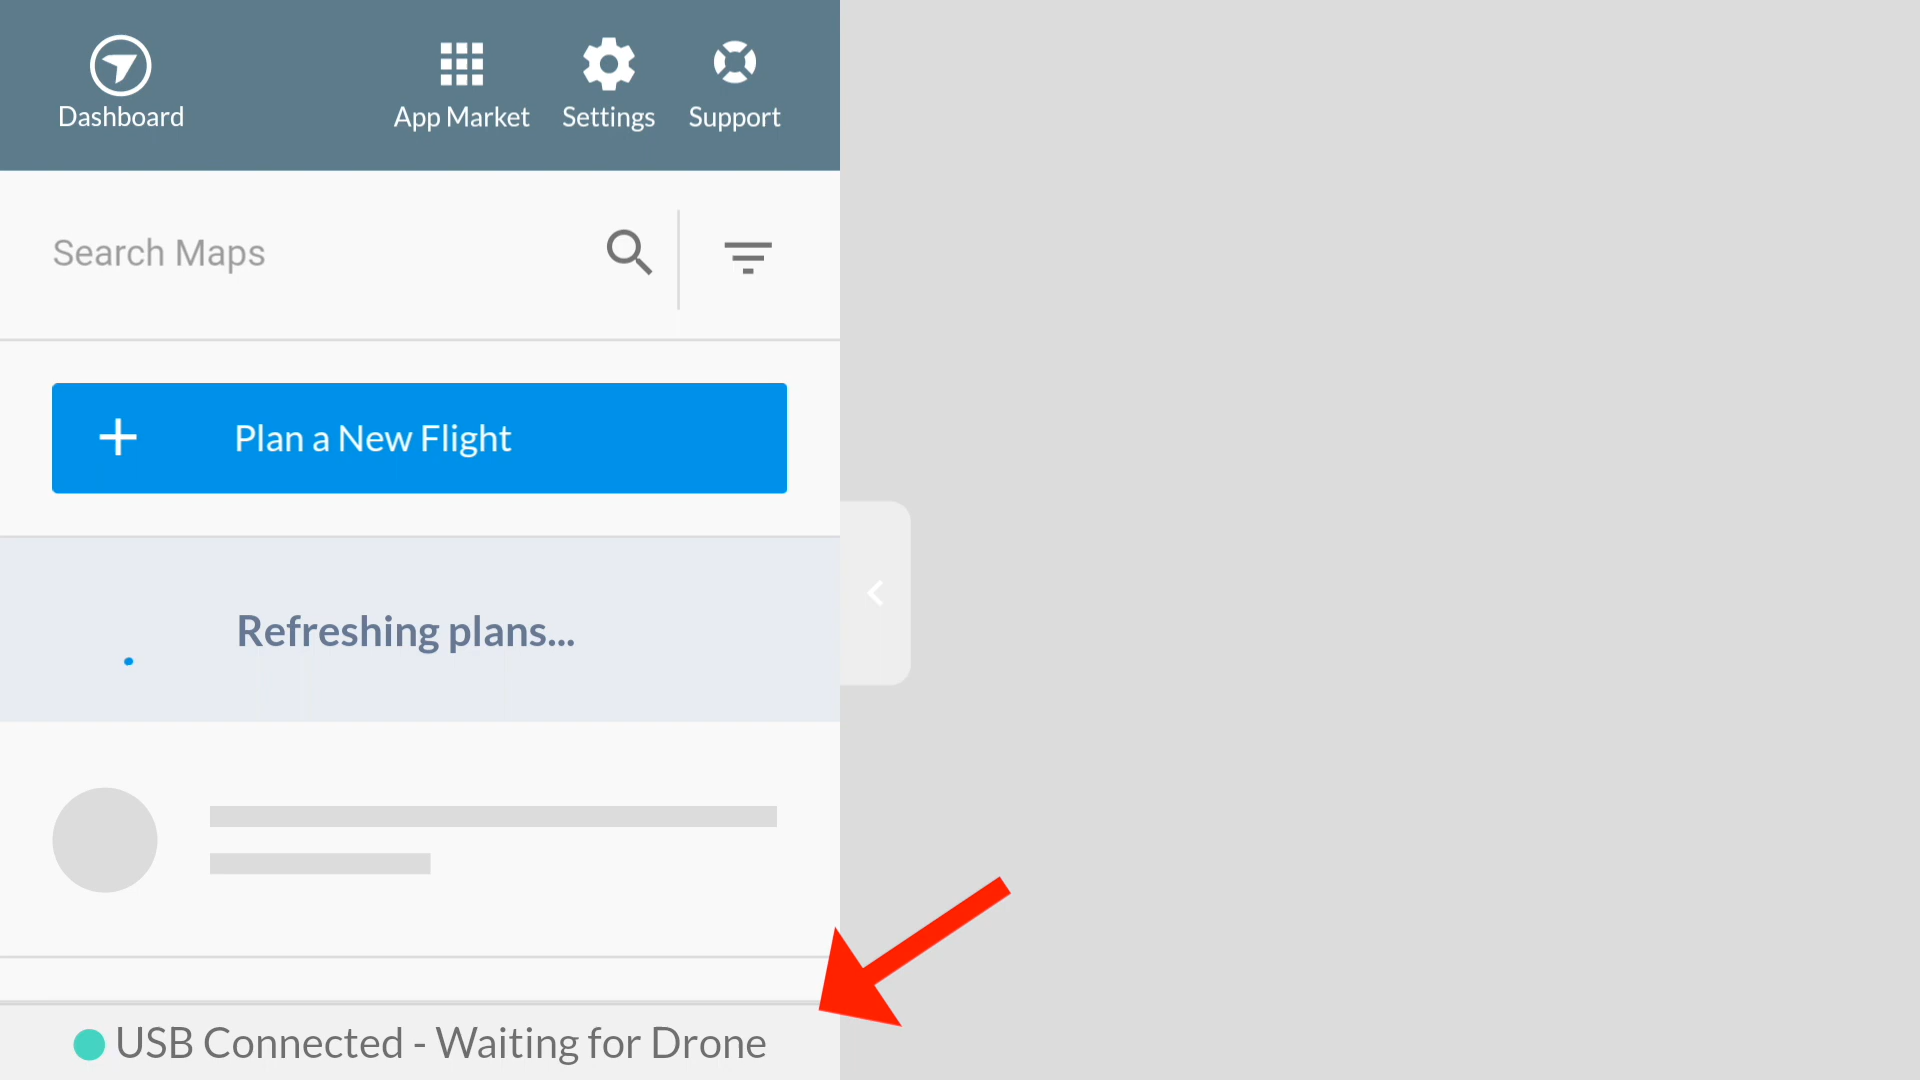 Dashboard
App Market
Settings
Support
Search Maps
Plan a New Flight
Refreshing plans...
USB Connected - Waiting for Drone